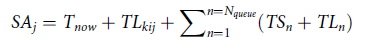 SA_j = T_now + TL_kij + ∑_{n=1}^{n=N_queue} (TS_n + TL_n)